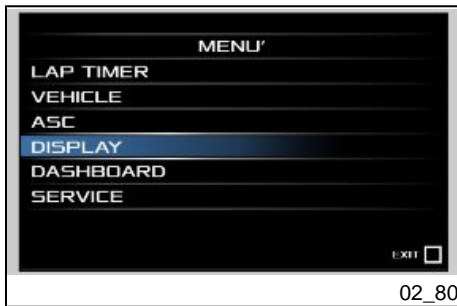 MENU'
LAP TIMER
VEHICLE
ASC
DISPLAY
DASHBOARD
SERVICE
EXIT
02_80